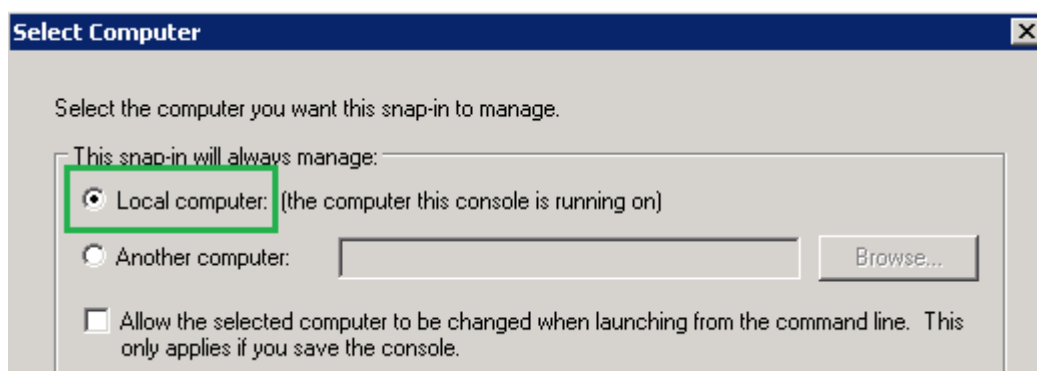 Select Computer
Select the computer you want this snap-in to manage.
This snap-in will always manage:
Local computer: (the computer this console is running on)
Another computer:
Browse...
Allow the selected computer to be changed when launching from the command line. This
only applies if you save the console.